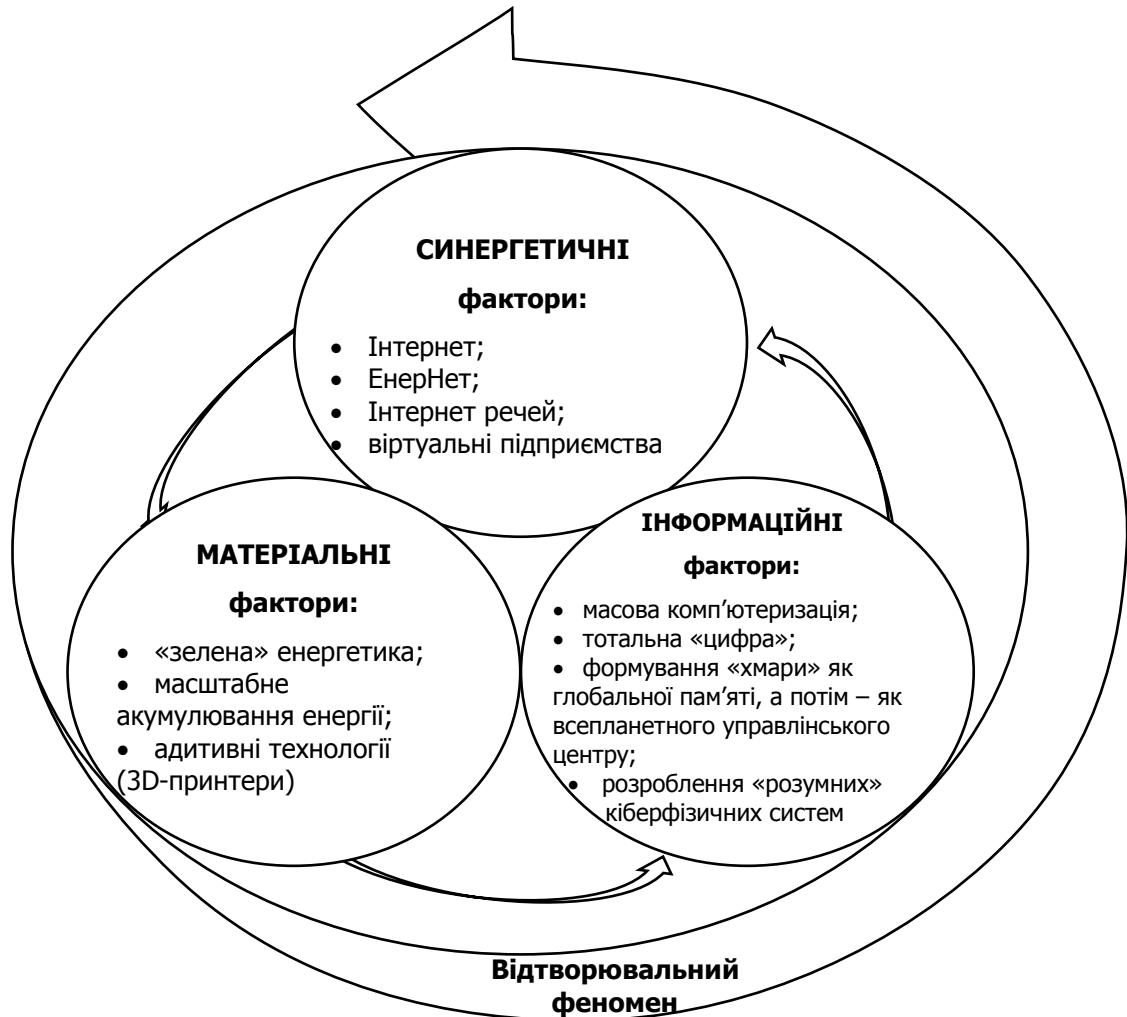 СИНЕРГЕТИЧНІ
фактори:
• Інтернет;
• ЕнерНет;
• Інтернет речей;
• віртуальні підприємства
МАТЕРІАЛЬНІ
фактори:
• «зелена» енергетика;
• масштабне
акумулювання енергії;
• адитивні технології
(3D-принтери)
ІНФОРМАЦІЙНІ
фактори:
• масова комп’ютеризація;
• тотальна «цифра»;
• формування «хмари» як
глобальної пам’яті, а потім – як
всепланетного управлінського
центру;
• розроблення «розумних»
кіберфізичних систем
Відтворювальний
феномен